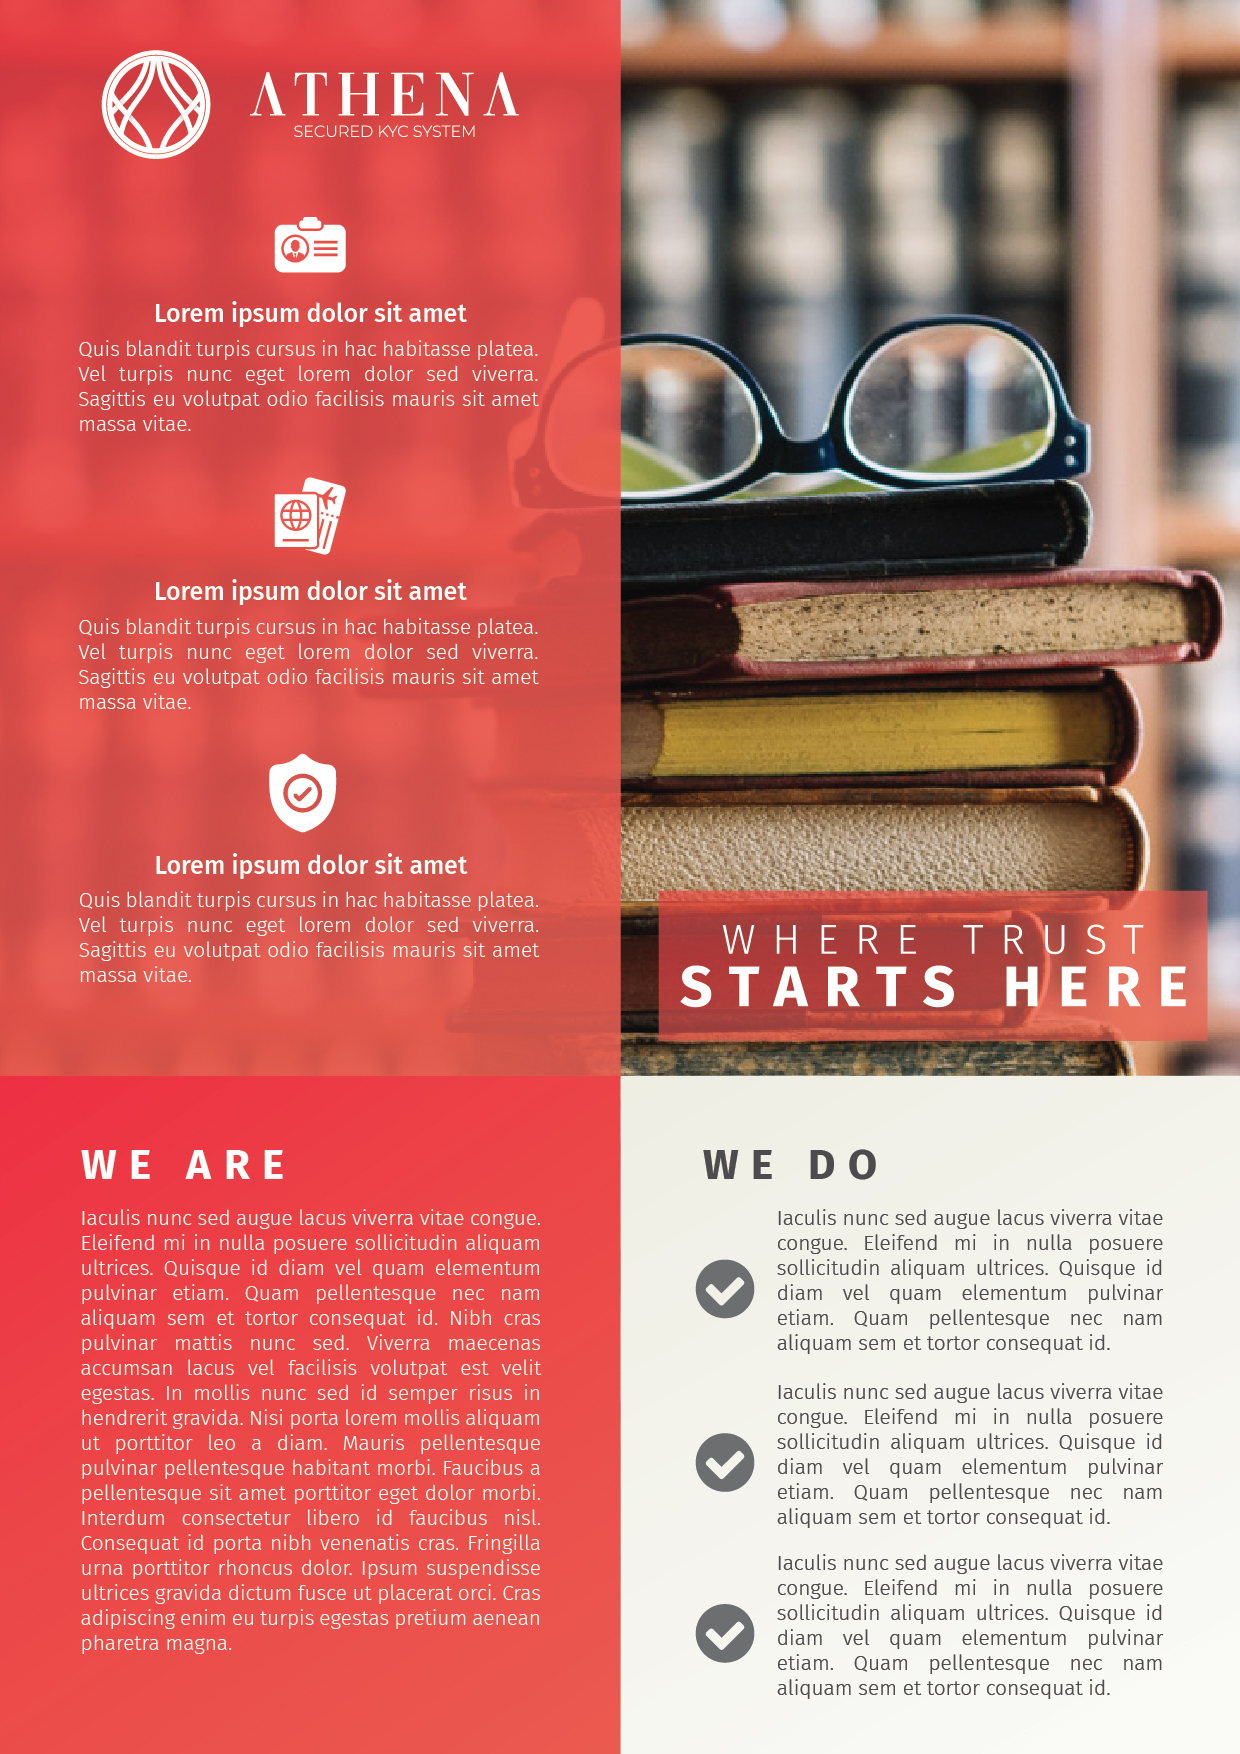 ATHENA
SECURED KYC SYSTEM
Lorem ipsum dolor sit amet
Quis blandit turpis cursus in hac habitasse platea.
Vel turpis nunc eget lorem dolor sed viverra.
Sagittis eu volutpat odio facilisis mauris sit amet
massa vitae.
Lorem ipsum dolor sit amet
Quis blandit turpis cursus in hac habitasse platea.
Vel turpis nunc eget lorem dolor sed viverra.
Sagittis eu volutpat odio facilisis mauris sit amet
massa vitae.
Lorem ipsum dolor sit amet
Quis blandit turpis cursus in hac habitasse platea.
Vel turpis nunc eget lorem dolor sed viverra.
Sagittis eu volutpat odio facilisis mauris sit amet
massa vitae.
WHERE TRUST
STARTS HERE
WE ARE
Iaculis nunc sed augue lacus viverra vitae congue.
Eleifend mi in nulla posuere sollicitudin aliquam
ultrices. Quisque id diam vel quam elementum
pulvinar etiam. Quam pellentesque nec nam
aliquam sem et tortor consequat id. Nibh cras
pulvinar mattis nunc sed. Viverra maecenas
accumsan lacus vel facilisis volutpat est velit
egestas. In mollis nunc sed id semper risus in
hendrerit gravida. Nisi porta lorem mollis aliquam
ut porttitor leo a diam. Mauris pellentesque
pulvinar pellentesque habitant morbi. Faucibus a
pellentesque sit amet porttitor eget dolor morbi.
Interdum consectetur libero id faucibus nisl.
Consequat id porta nibh venenatis cras. Fringilla
urna porttitor rhoncus dolor. Ipsum suspendisse
ultrices gravida dictum fusce ut placerat orci. Cras
adipiscing enim eu turpis egestas pretium aenean
pharetra magna.
WE DO
Iaculis nunc sed augue lacus viverra vitae
congue. Eleifend mi in nulla posuere
sollicitudin aliquam ultrices. Quisque id
diam vel quam elementum pulvinar
etiam. Quam pellentesque nec nam
aliquam sem et tortor consequat id.
Iaculis nunc sed augue lacus viverra vitae
congue. Eleifend mi in nulla posuere
sollicitudin aliquam ultrices. Quisque id
diam vel quam elementum pulvinar
etiam. Quam pellentesque nec nam
aliquam sem et tortor consequat id.
Iaculis nunc sed augue lacus viverra vitae
congue. Eleifend mi in nulla posuere
sollicitudin aliquam ultrices. Quisque id
diam vel quam elementum pulvinar
etiam. Quam pellentesque nec nam
aliquam sem et tortor consequat id.